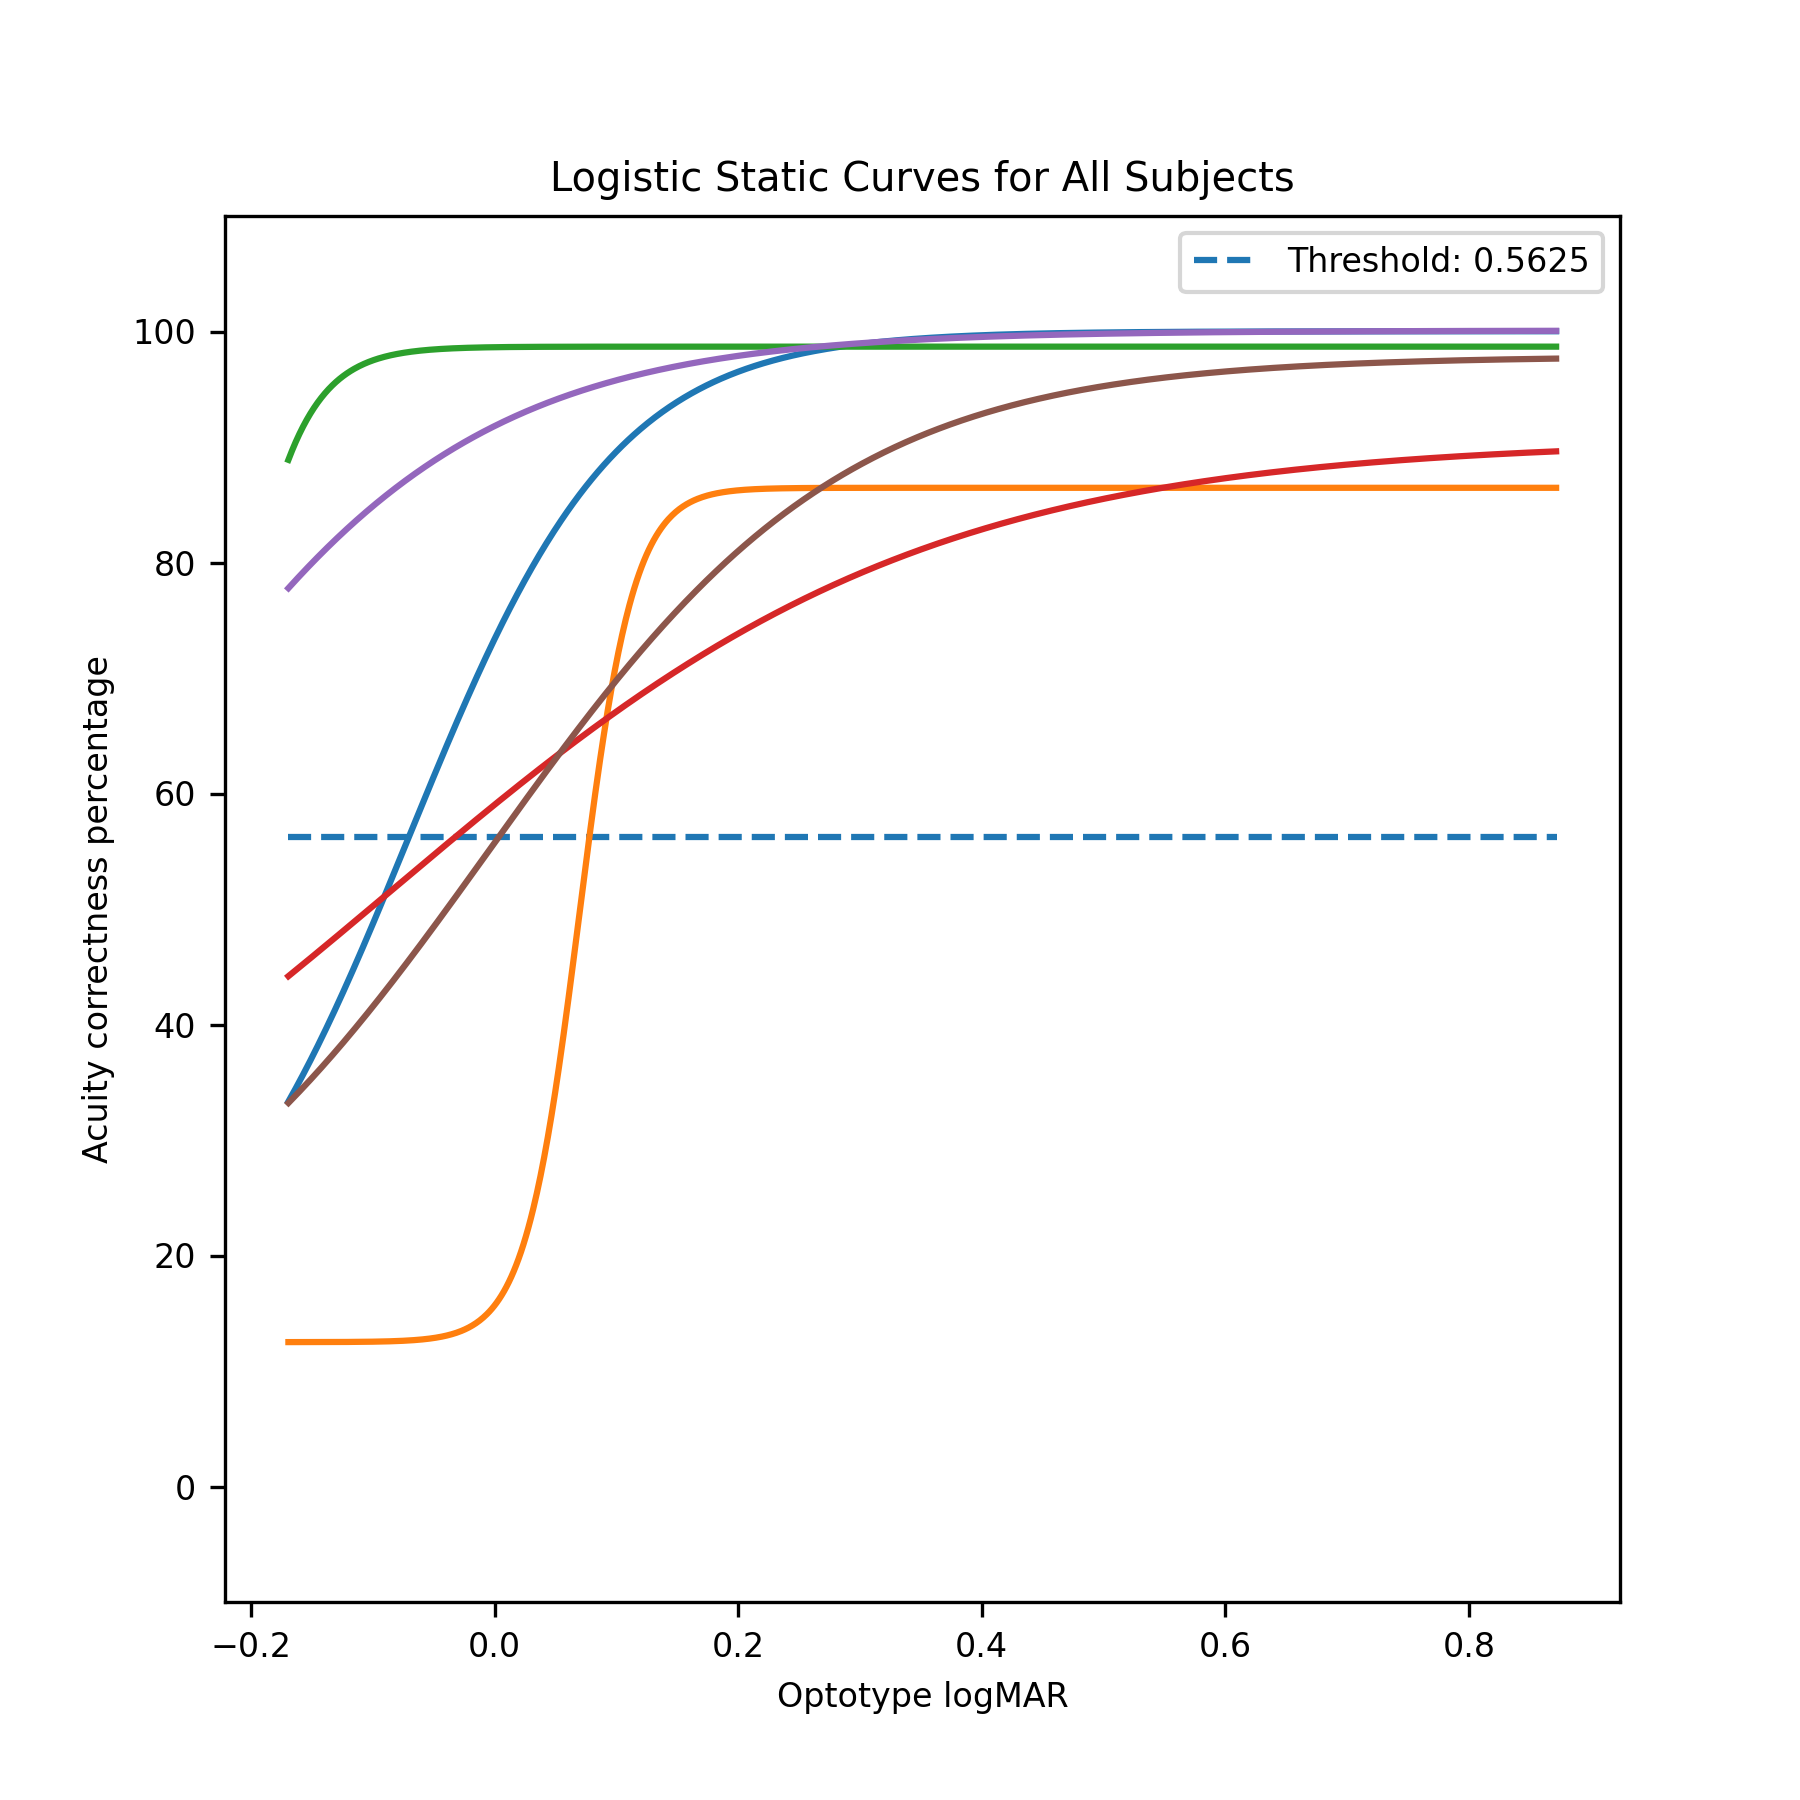 Logistic Static Curves for All Subjects
Threshold: 0.5625
100
80
60
40
20
0
Acuity correctness percentage
−0.2 0.0 0.2 0.4 0.6 0.8
Optotype logMAR